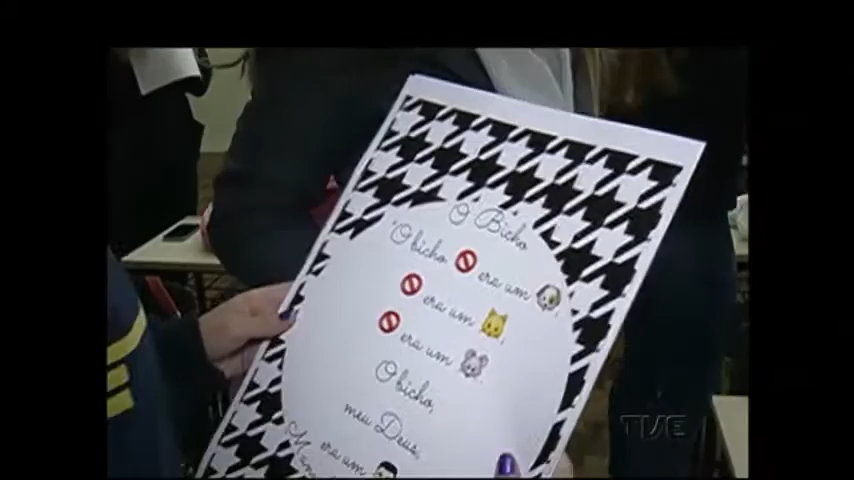 O Bicho
"O bicho 🚫 era um 🐶,
🚫 era um 🐱,
🚫 era um 🐭.
O bicho,
meu Deus,
era um
TVE